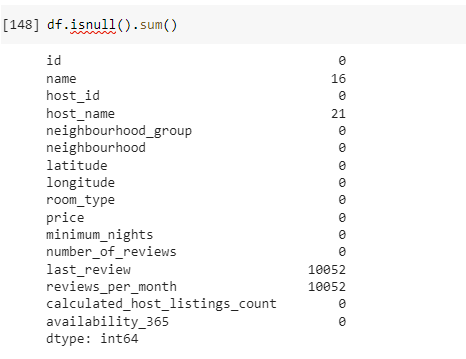 [148] df.isnull().sum()
id 0
name 16
host_id 0
host_name 21
neighbourhood_group 0
neighbourhood 0
latitude 0
longitude 0
room_type 0
price 0
minimum_nights 0
number_of_reviews 0
last_review 10052
reviews_per_month 10052
calculated_host_listings_count 0
availability_365 0
dtype: int64